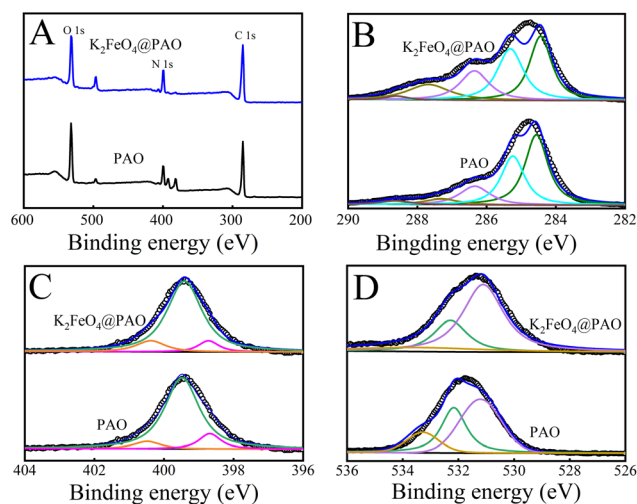 A
O 1s
C 1s
K₂FeO₄@PAO
N 1s
PAO
600 500 400 300 200
Binding energy (eV)
B
K₂FeO₄@PAO
PAO
290 288 286 284 282
Bingding energy (eV)
C
K₂FeO₄@PAO
PAO
404 402 400 398 396
Binding energy (eV)
D
K₂FeO₄@PAO
PAO
536 534 532 530 528 526
Binding energy (eV)